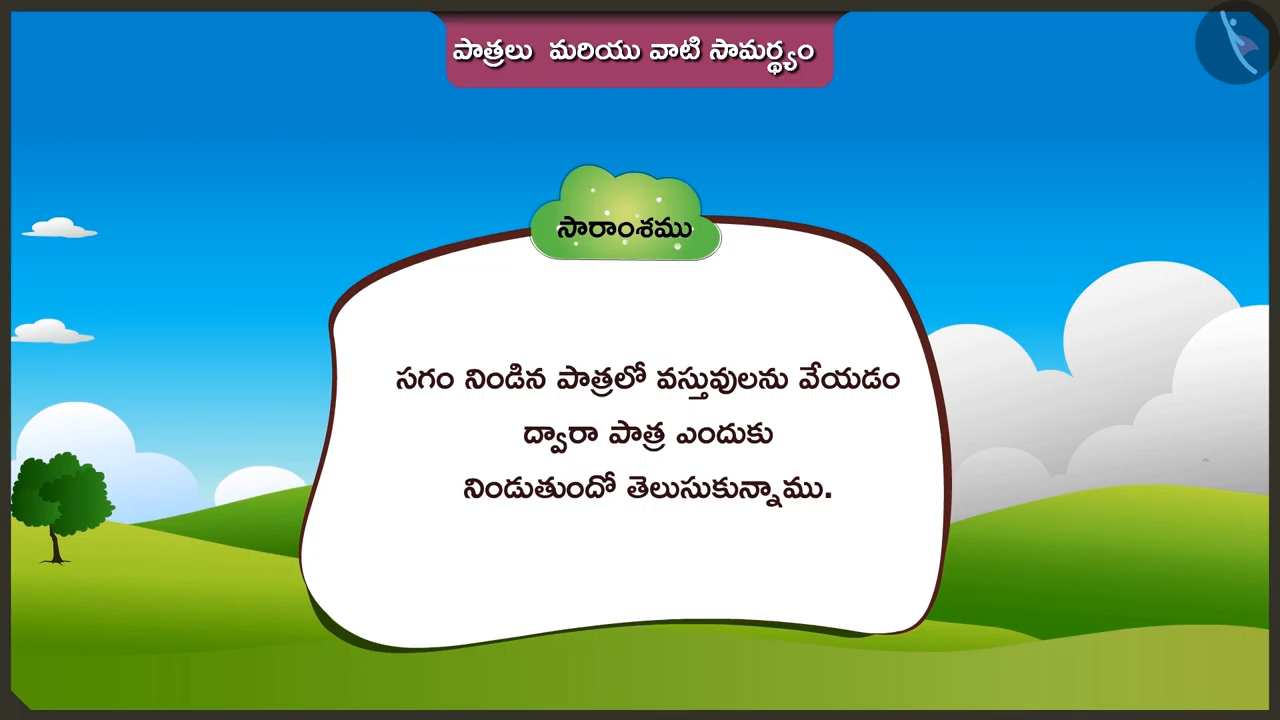 పాత్రలు మరియు వాటి సామర్థ్యం
సారాంశము
సగం నిండిన పాత్రలో వస్తువులను వేయడం
ద్వారా పాత్ర ఎందుకు
నిండుతుందో తెలుసుకున్నాము.